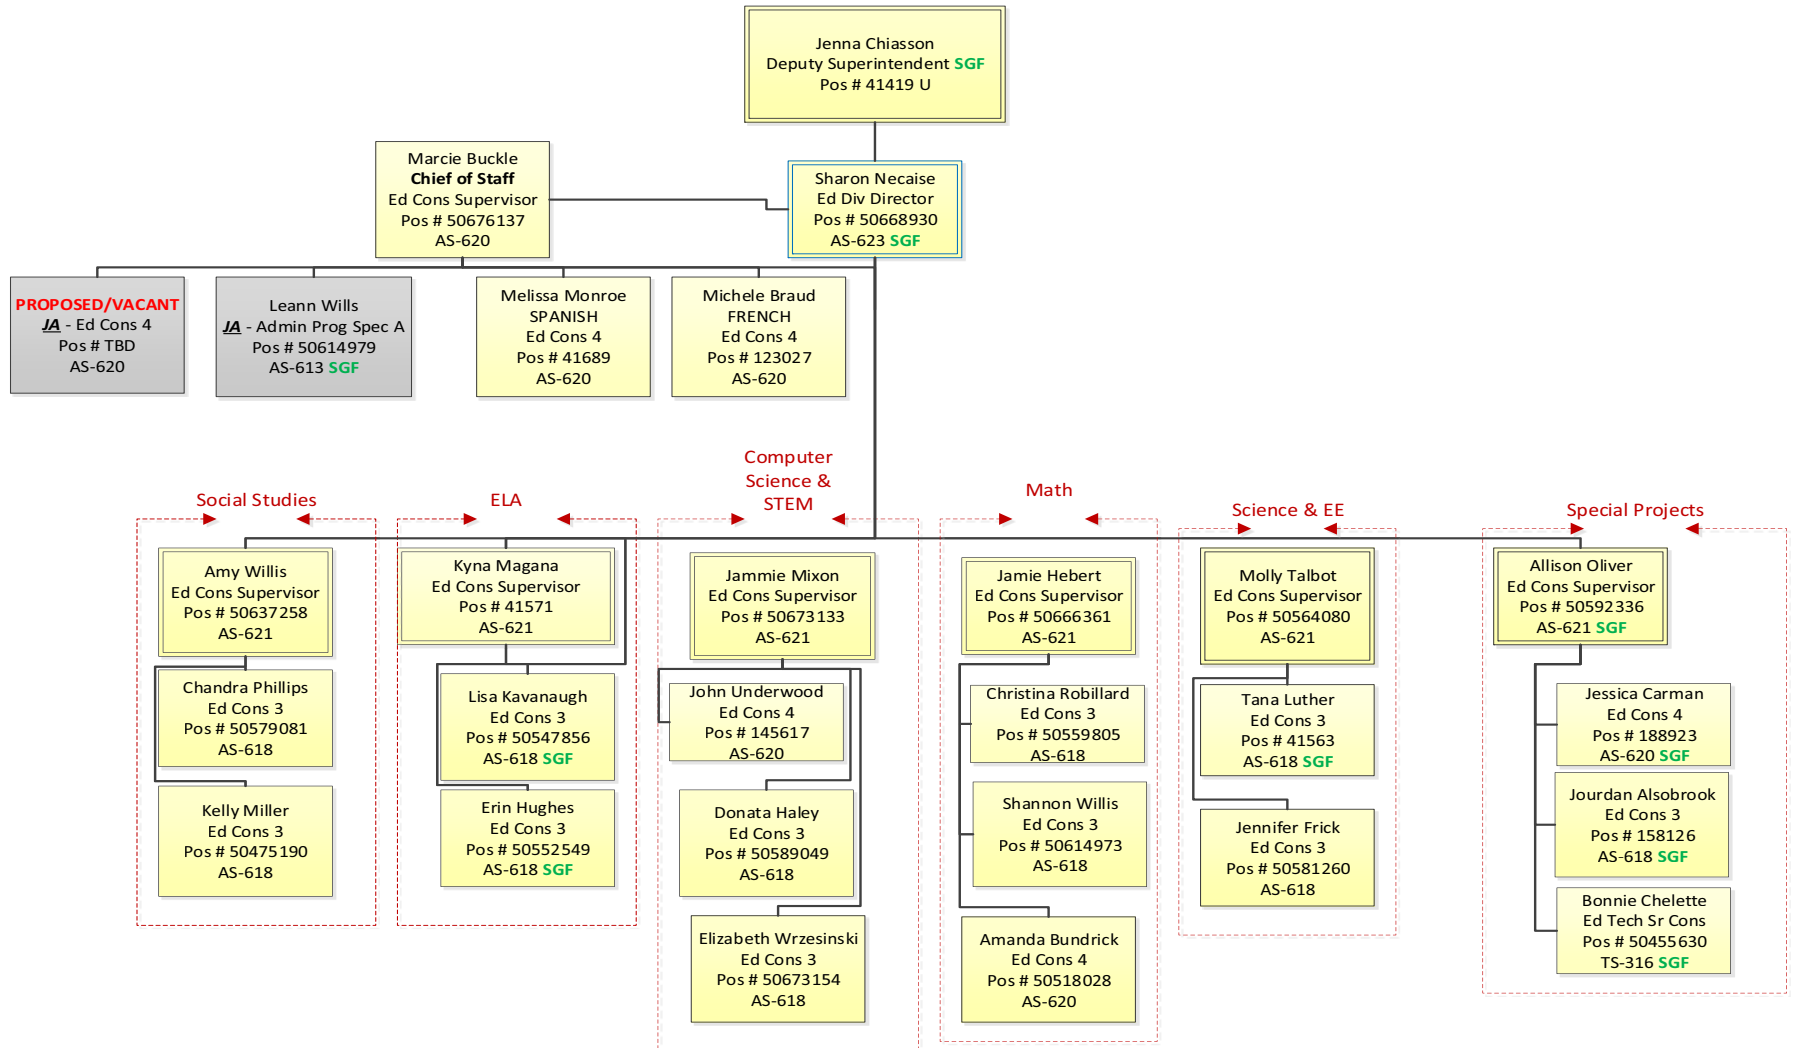 Jenna Chiasson
Deputy Superintendent SGF
Pos # 41419 U
Marcie Buckle
Chief of Staff
Ed Cons Supervisor
Pos # 50676137
AS-620
Sharon Necaise
Ed Div Director
Pos # 50668930
AS-623 SGF
PROPOSED/VACANT
JA - Ed Cons 4
Pos # TBD
AS-620
Leann Wills
JA - Admin Prog Spec A
Pos # 50614979
AS-613 SGF
Melissa Monroe
SPANISH
Ed Cons 4
Pos # 41689
AS-620
Michele Braud
FRENCH
Ed Cons 4
Pos # 123027
AS-620
Social Studies
Amy Willis
Ed Cons Supervisor
Pos # 50637258
AS-621
Chandra Phillips
Ed Cons 3
Pos # 50579081
AS-618
Kelly Miller
Ed Cons 3
Pos # 50475190
AS-618
ELA
Kyna Magana
Ed Cons Supervisor
Pos # 41571
AS-621
Lisa Kavanaugh
Ed Cons 3
Pos # 50547856
AS-618 SGF
Erin Hughes
Ed Cons 3
Pos # 50552549
AS-618 SGF
Computer
Science &
STEM
Jammie Mixon
Ed Cons Supervisor
Pos # 50673133
AS-621
John Underwood
Ed Cons 4
Pos # 145617
AS-620
Donata Haley
Ed Cons 3
Pos # 50589049
AS-618
Elizabeth Wrzesinski
Ed Cons 3
Pos # 50673154
AS-618
Math
Jamie Hebert
Ed Cons Supervisor
Pos # 50666361
AS-621
Christina Robillard
Ed Cons 3
Pos # 50559805
AS-618
Shannon Willis
Ed Cons 3
Pos # 50614973
AS-618
Amanda Bundrick
Ed Cons 4
Pos # 50518028
AS-620
Science & EE
Molly Talbot
Ed Cons Supervisor
Pos # 50564080
AS-621
Tana Luther
Ed Cons 3
Pos # 41563
AS-618 SGF
Jennifer Frick
Ed Cons 3
Pos # 50581260
AS-618
Special Projects
Allison Oliver
Ed Cons Supervisor
Pos # 50592336
AS-621 SGF
Jessica Carman
Ed Cons 4
Pos # 188923
AS-620 SGF
Jourdan Alsobrook
Ed Cons 3
Pos # 158126
AS-618 SGF
Bonnie Chelette
Ed Tech Sr Cons
Pos # 50455630
TS-316 SGF